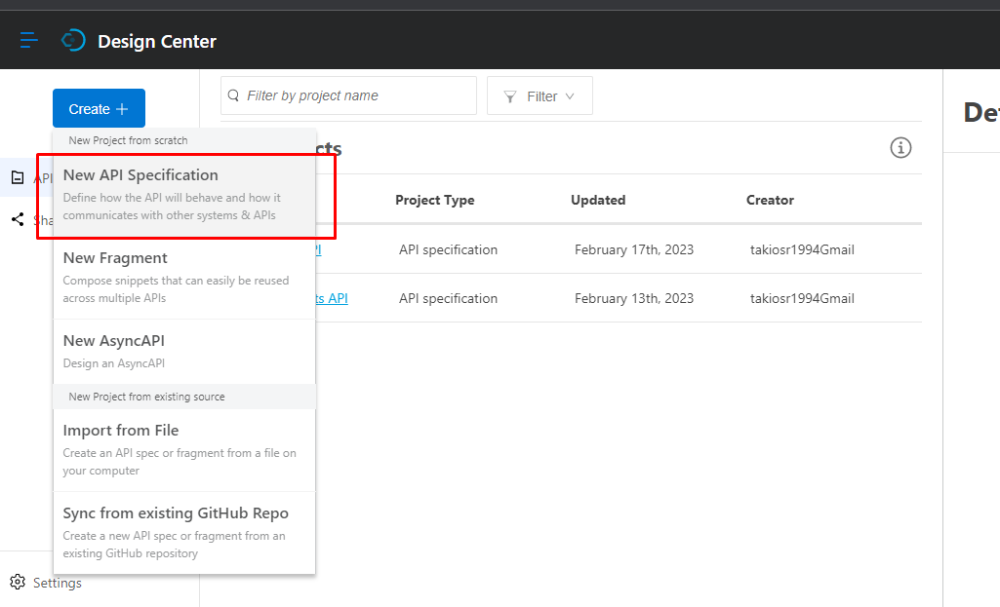 Design Center
Create
Filter by project name
Filter
New Project from scratch
New API Specification
Define how the API will behave and how it
communicates with other systems & APIs
New Fragment
Compose snippets that can easily be reused
across multiple APIs
New AsyncAPI
Design an AsyncAPI
New Project from existing source
Import from File
Create an API spec or fragment from a file on
your computer
Sync from existing GitHub Repo
Create a new API spec or fragment from an
existing GitHub repository
Settings
Project Type Updated Creator
API specification February 17th, 2023 takiosr1994Gmail
API API specification February 13th, 2023 takiosr1994Gmail